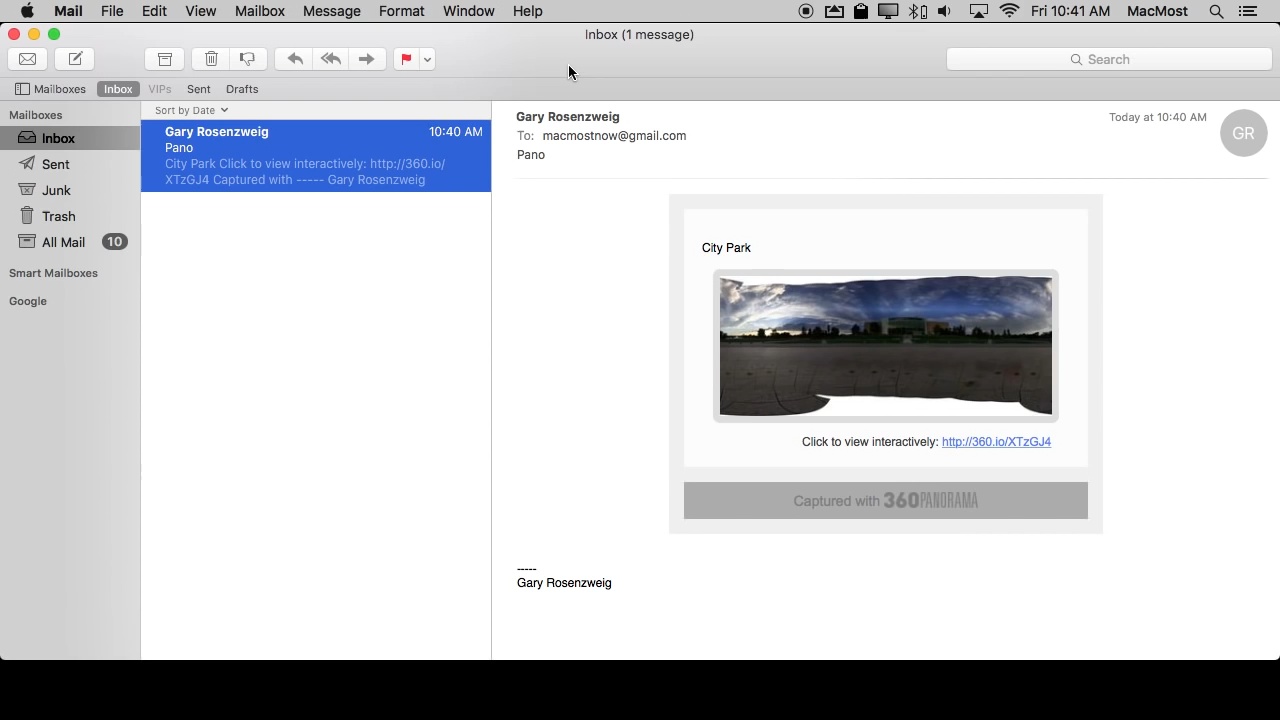 Mail File Edit View Mailbox Message Format Window Help Fri 10:41 AM MacMost
Inbox (1 message)
Search
Mailboxes Inbox VIPs Sent Drafts
Mailboxes
Inbox
Sent
Junk
Trash
All Mail 10
Smart Mailboxes
Google
Sort by Date
Gary Rosenzweig 10:40 AM
Pano
City Park Click to view interactively: http://360.io/
XTzGJ4 Captured with ----- Gary Rosenzweig
Gary Rosenzweig Today at 10:40 AM
GR
To: macmostnow@gmail.com
Pano
City Park
Click to view interactively: http://360.io/XTzGJ4
Captured with 360PANORAMA
-----
Gary Rosenzweig